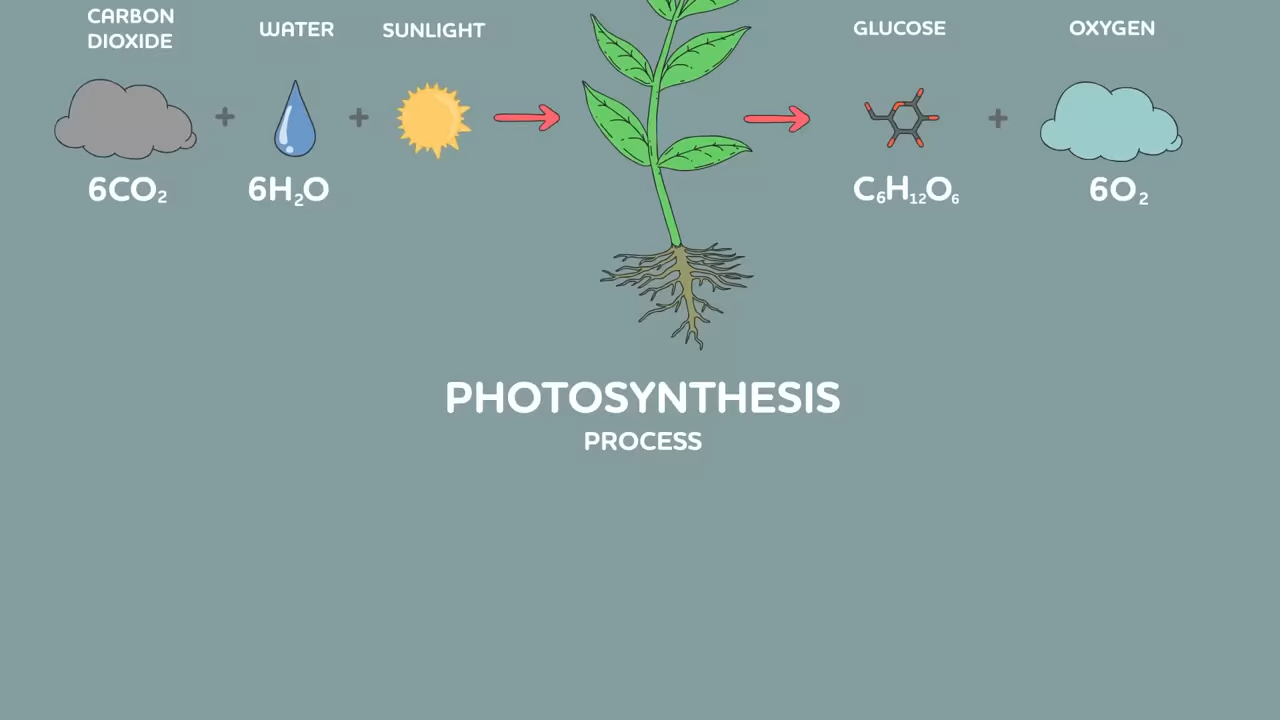 CARBON
DIOXIDE
WATER
SUNLIGHT
GLUCOSE
OXYGEN
+
+
+
6CO₂
6H₂O
C₆H₁₂O₆
6O₂
PHOTOSYNTHESIS
PROCESS